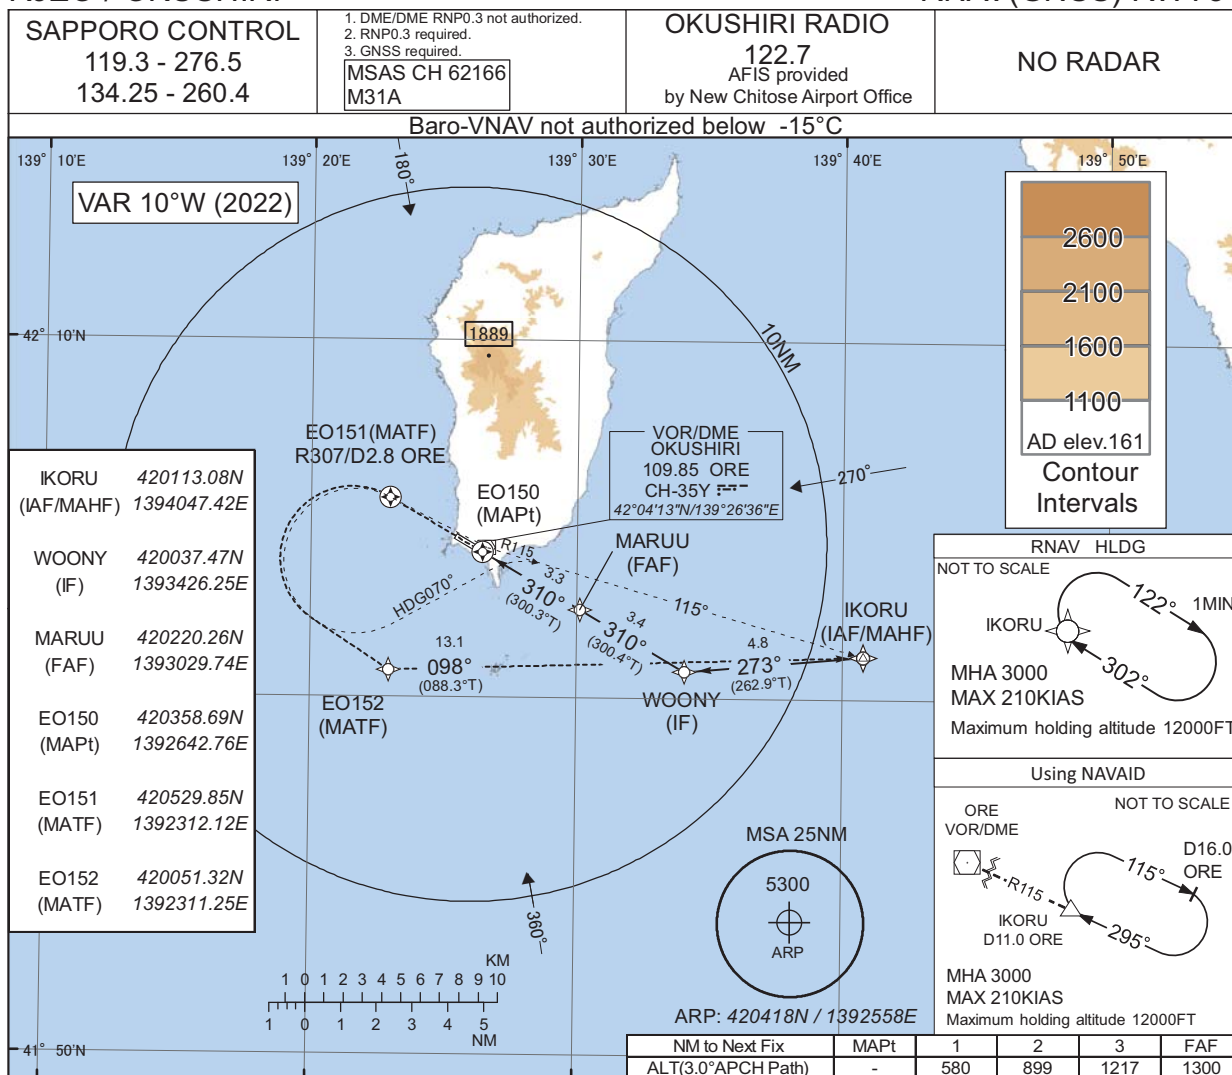 SAPPORO CONTROL
119.3 - 276.5
134.25 - 260.4
1. DME/DME RNP0.3 not authorized.
2. RNP0.3 required.
3. GNSS required.
MSAS CH 62166
M31A
OKUSHIRI RADIO
122.7
AFIS provided
by New Chitose Airport Office
NO RADAR
Baro-VNAV not authorized below -15°C
139° 10'E
139° 20'E
139° 30'E
139° 40'E
139° 50'E
VAR 10°W (2022)
180°
2600
2100
1600
1100
AD elev.161
Contour
Intervals
42° 10'N
1889
10NM
EO151(MATF)
R307/D2.8 ORE
VOR/DME
OKUSHIRI
109.85 ORE
CH-35Y
42°04'13"N/139°26'36"E
270°
EO150
(MAPt)
MARUU
(FAF)
R115
3.3
310°
(300.3°T)
HDG070°
3.4
310°
(300.4°T)
115°
IKORU
(IAF/MAHF)
4.8
273°
(262.9°T)
13.1
098°
(088.3°T)
EO152
(MATF)
WOONY
(IF)
IKORU 420113.08N
(IAF/MAHF) 1394047.42E
WOONY 420037.47N
(IF) 1393426.25E
MARUU 420220.26N
(FAF) 1393029.74E
EO150 420358.69N
(MAPt) 1392642.76E
EO151 420529.85N
(MATF) 1392312.12E
EO152 420051.32N
(MATF) 1392311.25E
RNAV HLDG
NOT TO SCALE
122°
1MIN
IKORU
302°
MHA 3000
MAX 210KIAS
Maximum holding altitude 12000FT
Using NAVAID
NOT TO SCALE
ORE
VOR/DME
D16.0
ORE
115°
R115
IKORU
D11.0 ORE
295°
MHA 3000
MAX 210KIAS
Maximum holding altitude 12000FT
MSA 25NM
5300
ARP
360°
KM
1 0 1 2 3 4 5 6 7 8 9 10
1 0 1 2 3 4 5
NM
ARP: 420418N / 1392558E
41° 50'N
NM to Next Fix MAPt 1 2 3 FAF
ALT(3.0°APCH Path) - 580 899 1217 1300